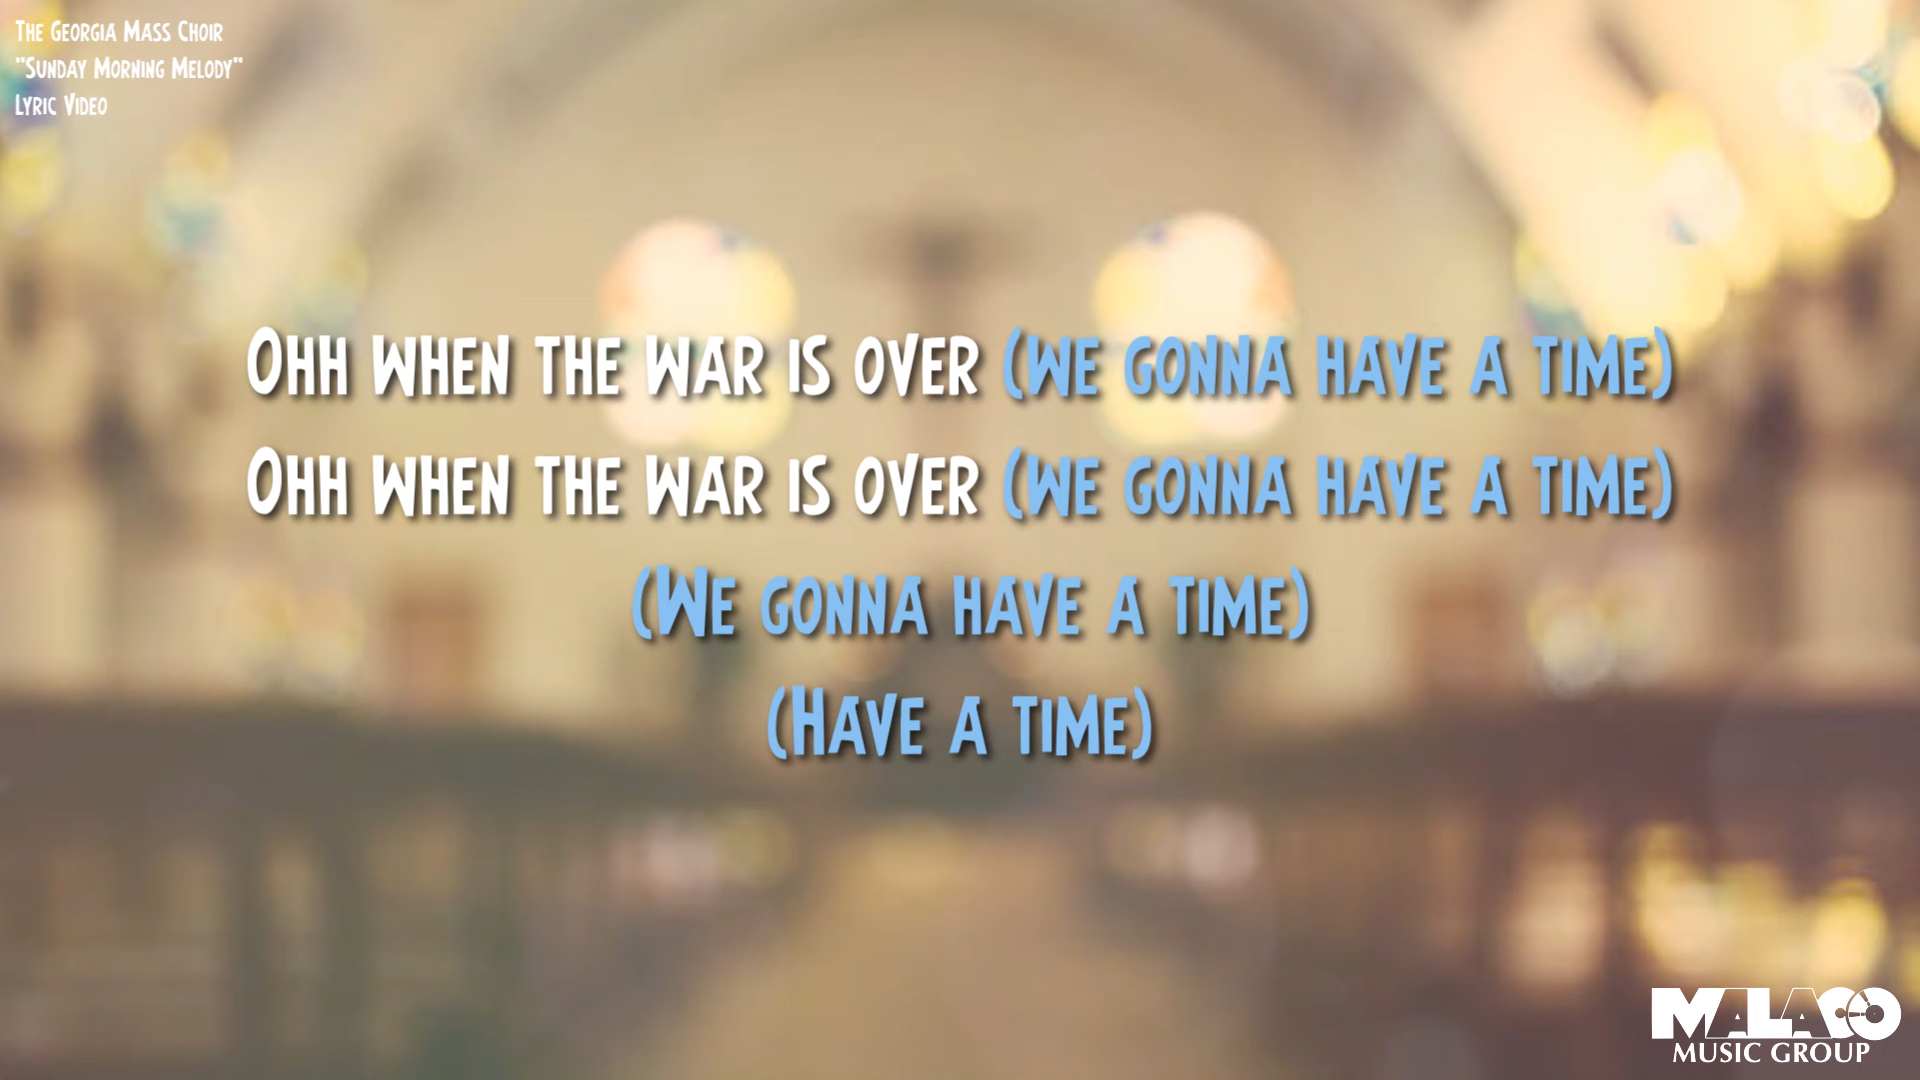 The Georgia Mass Choir
"Sunday Morning Melody"
Lyric Video
Ohh when the war is over (we gonna have a time)
Ohh when the war is over (we gonna have a time)
(We gonna have a time)
(Have a time)
MALACO
MUSIC GROUP